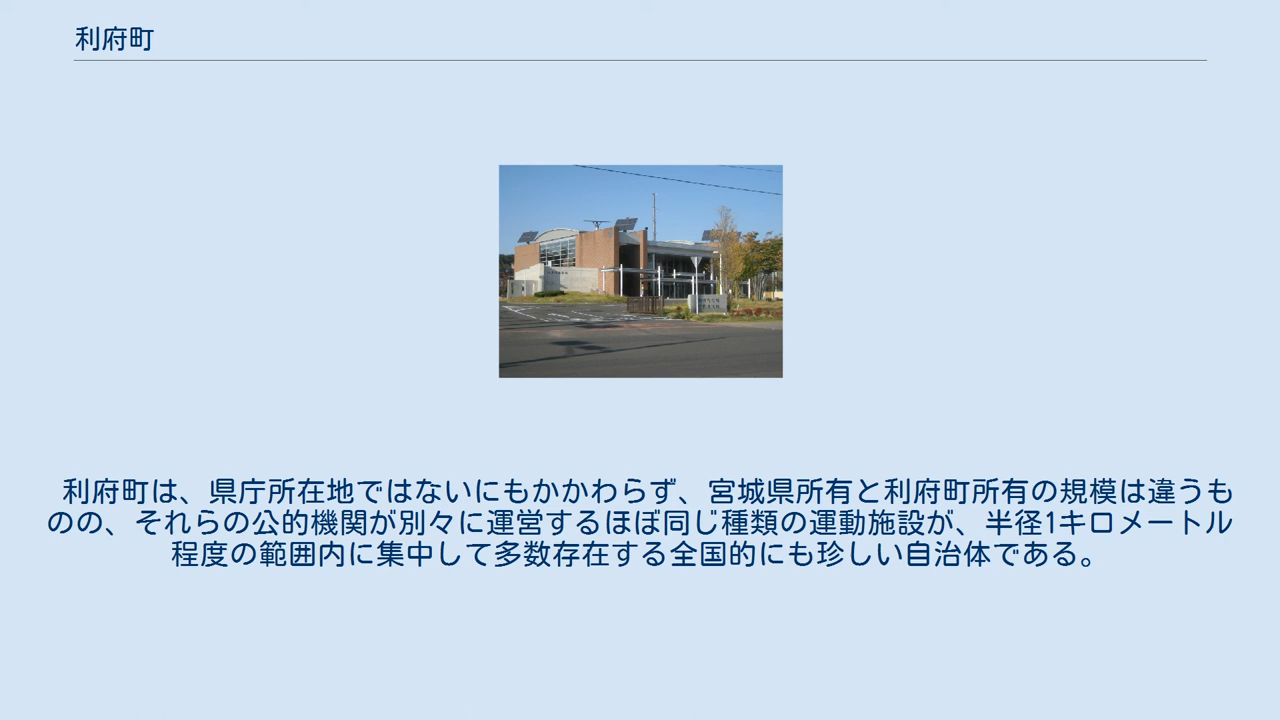 利府町
利府町は、県庁所在地ではないにもかかわらず、宮城県所有と利府町所有の規模は違うも
のの、それらの公的機関が別々に運営するほぼ同じ種類の運動施設が、半径1キロメートル
程度の範囲内に集中して多数存在する全国的にも珍しい自治体である。